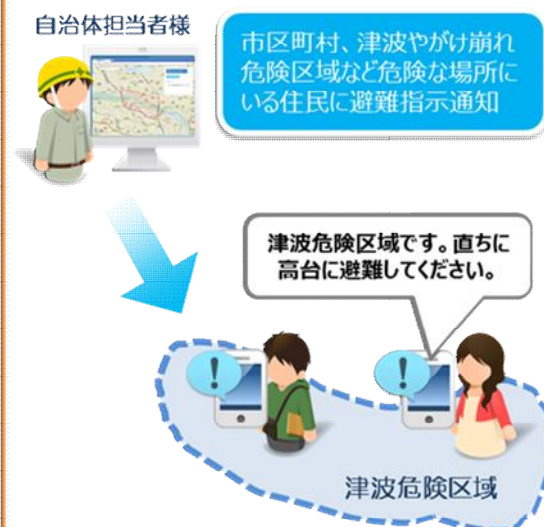 自治体担当者様
市区町村、津波やがけ崩れ
危険区域など危険な場所に
いる住民に避難指示通知
津波危険区域です。直ちに
高台に避難してください。
!
!
津波危険区域